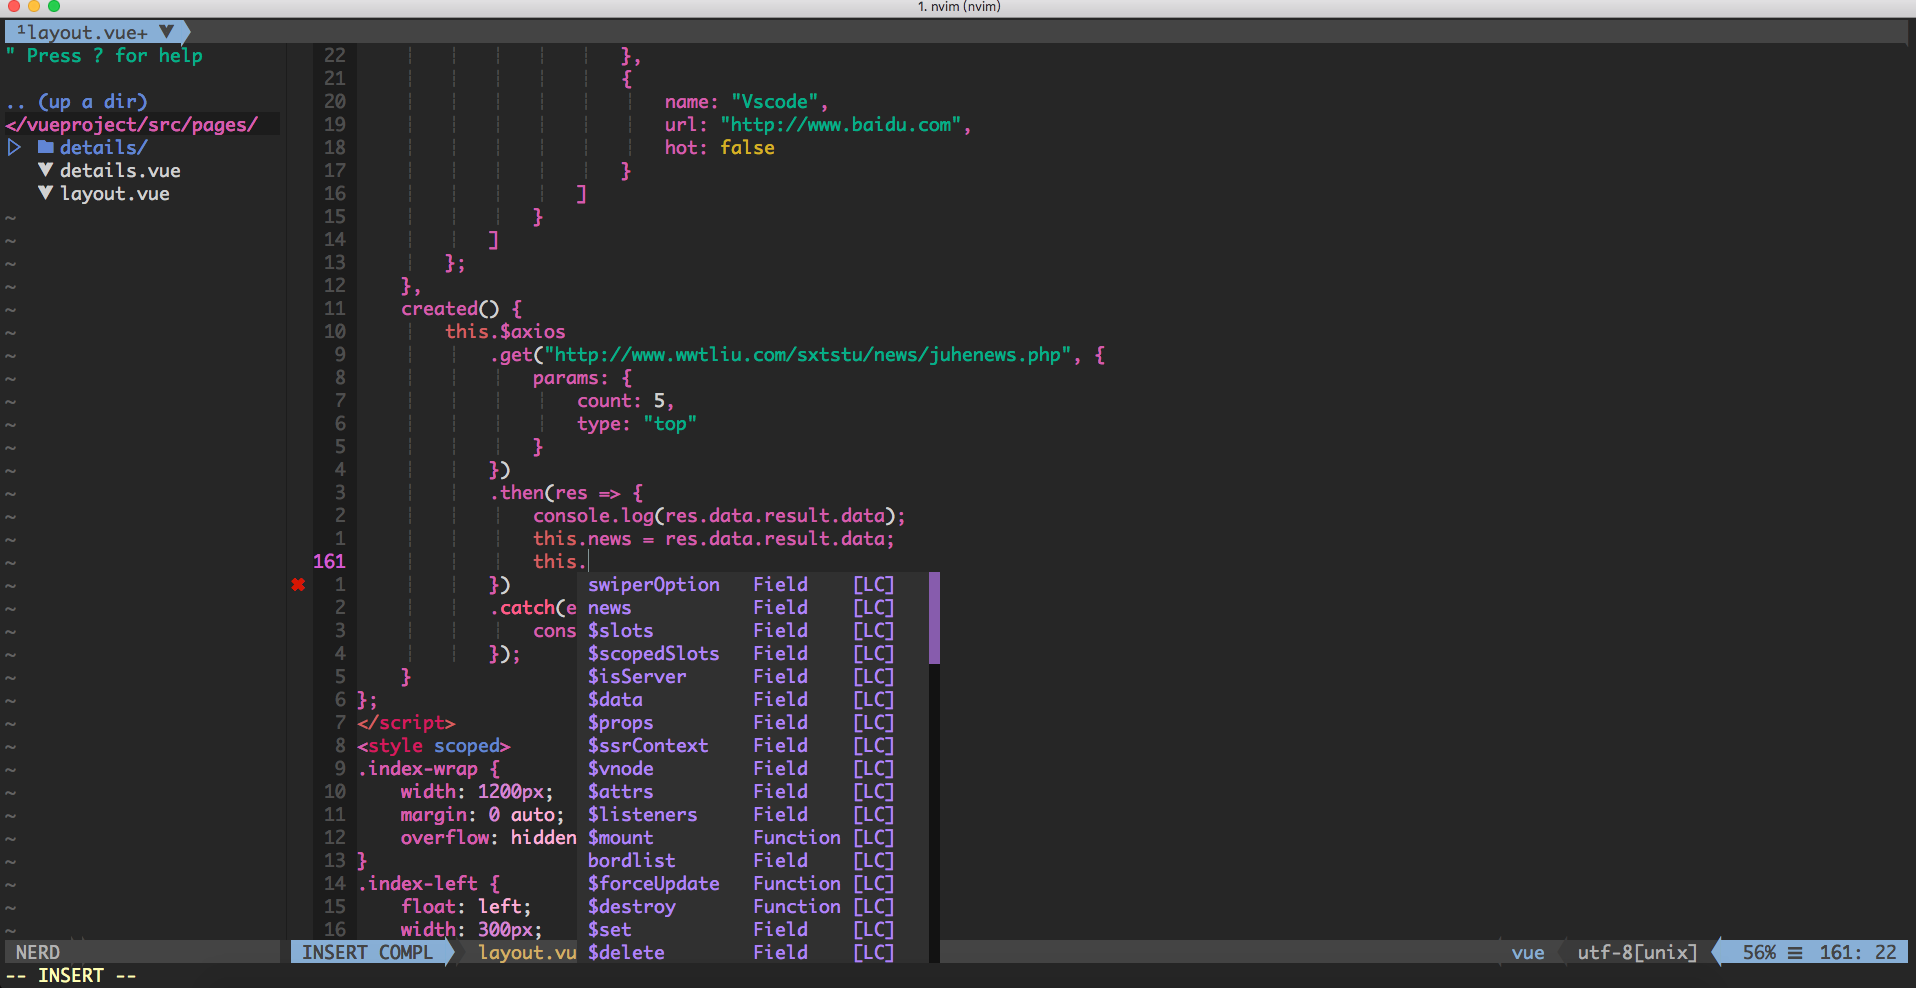 1. nvim (nvim)
¹layout.vue+
" Press ? for help
.. (up a dir)
</vueproject/src/pages/
details/
details.vue
layout.vue
22 },
21 {
20 name: "Vscode",
19 url: "http://www.baidu.com",
18 hot: false
17 }
16 ]
15 }
14 ]
13 };
12 },
11 created() {
10 this.$axios
9 .get("http://www.wwtliu.com/sxtstu/news/juhenews.php", {
8 params: {
7 count: 5,
6 type: "top"
5 }
4 })
3 .then(res => {
2 console.log(res.data.result.data);
1 this.news = res.data.result.data;
161 this.
✖ 1 }) swiperOption Field [LC]
2 .catch(e news Field [LC]
3 cons $slots Field [LC]
4 }); $scopedSlots Field [LC]
5 } $isServer Field [LC]
6 }; $data Field [LC]
7 </script> $props Field [LC]
8 <style scoped> $ssrContext Field [LC]
9 .index-wrap { $vnode Field [LC]
10 width: 1200px; $attrs Field [LC]
11 margin: 0 auto; $listeners Field [LC]
12 overflow: hidden $mount Function [LC]
13 } bordlist Field [LC]
14 .index-left { $forceUpdate Function [LC]
15 float: left; $destroy Function [LC]
16 width: 300px; $set Field [LC]
NERD INSERT COMPL layout.vu $delete Field [LC] vue utf-8[unix] 56% ≡ 161: 22
-- INSERT --